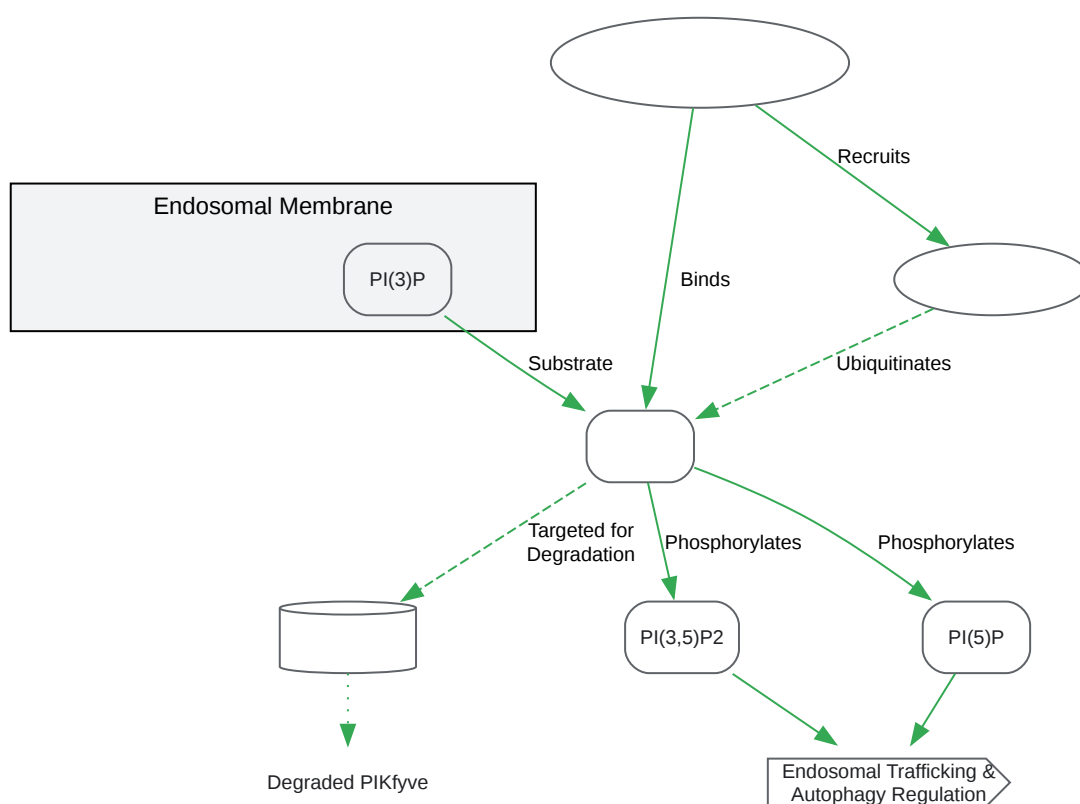 Recruits
Endosomal Membrane
PI(3)P
Binds
Substrate
Ubiquitinates
Targeted for
Degradation
Phosphorylates
Phosphorylates
PI(3,5)P2
PI(5)P
Degraded PIKfyve
Endosomal Trafficking &
Autophagy Regulation